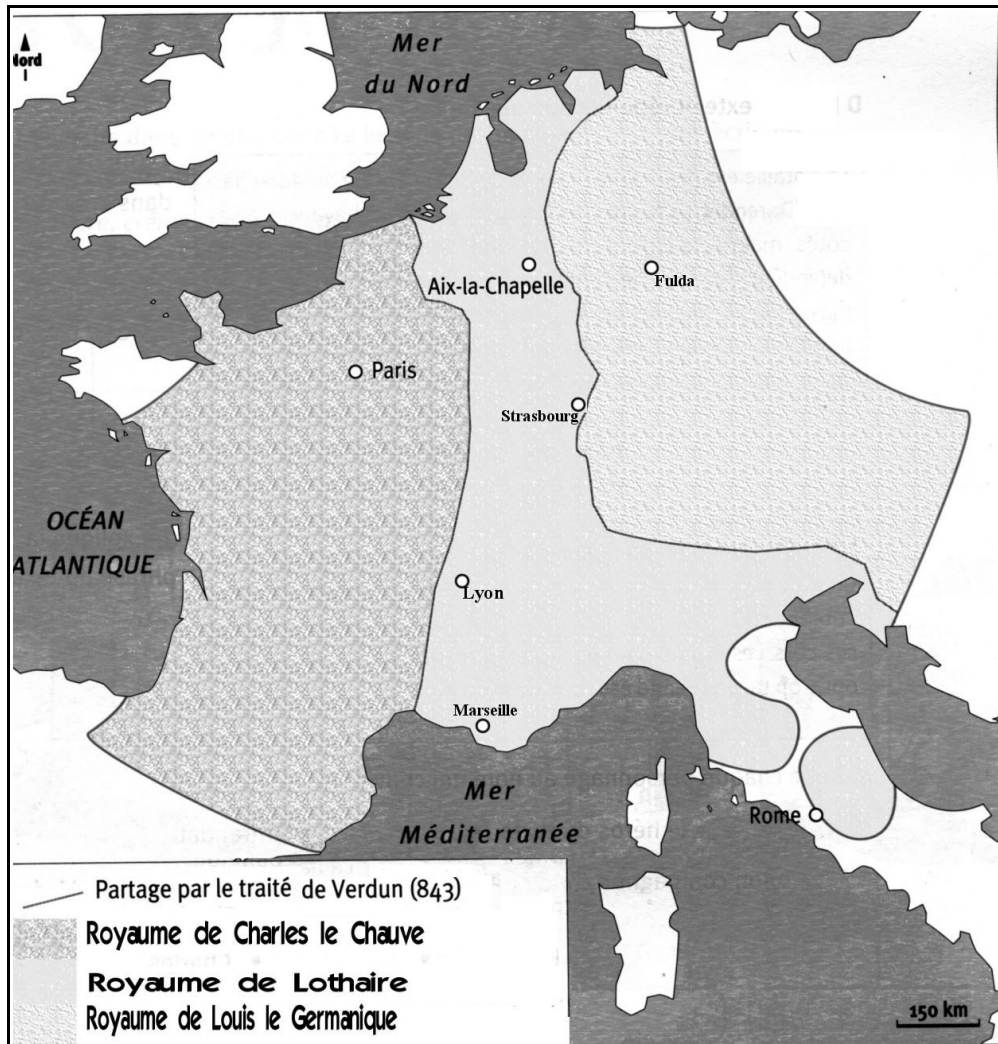 Nord
Mer
du Nord
Aix-la-Chapelle
Fulda
Paris
Strasbourg
OCÉAN
ATLANTIQUE
Lyon
Marseille
Mer
Méditerranée
Rome
Partage par le traité de Verdun (843)
Royaume de Charles le Chauve
Royaume de Lothaire
Royaume de Louis le Germanique
150 km